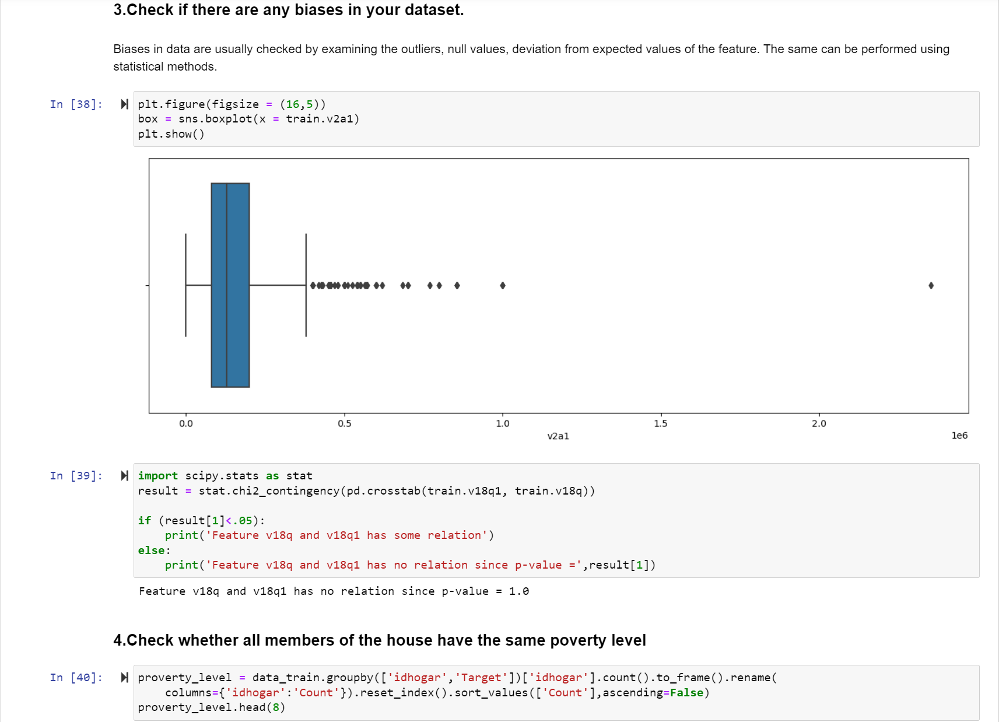 3.Check if there are any biases in your dataset.
Biases in data are usually checked by examining the outliers, null values, deviation from expected values of the feature. The same can be performed using
statistical methods.
In [38]:
plt.figure(figsize = (16,5))
box = sns.boxplot(x = train.v2a1)
plt.show()
0.0 0.5 1.0 1.5 2.0
v2a1
1e6
In [39]:
import scipy.stats as stat
result = stat.chi2_contingency(pd.crosstab(train.v18q1, train.v18q))
if (result[1]<.05):
    print('Feature v18q and v18q1 has some relation')
else:
    print('Feature v18q and v18q1 has no relation since p-value =',result[1])
Feature v18q and v18q1 has no relation since p-value = 1.0
4.Check whether all members of the house have the same poverty level
In [40]:
proverty_level = data_train.groupby(['idhogar','Target'])['idhogar'].count().to_frame().rename(
    columns={'idhogar':'Count'}).reset_index().sort_values(['Count'],ascending=False)
proverty_level.head(8)